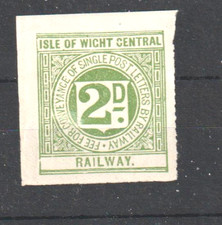 ISLE OF WIGHT CENTRAL
FEE FOR CONVEYANCE OF SINGLE POST LETTERS BY RAILWAY
2D.
RAILWAY.